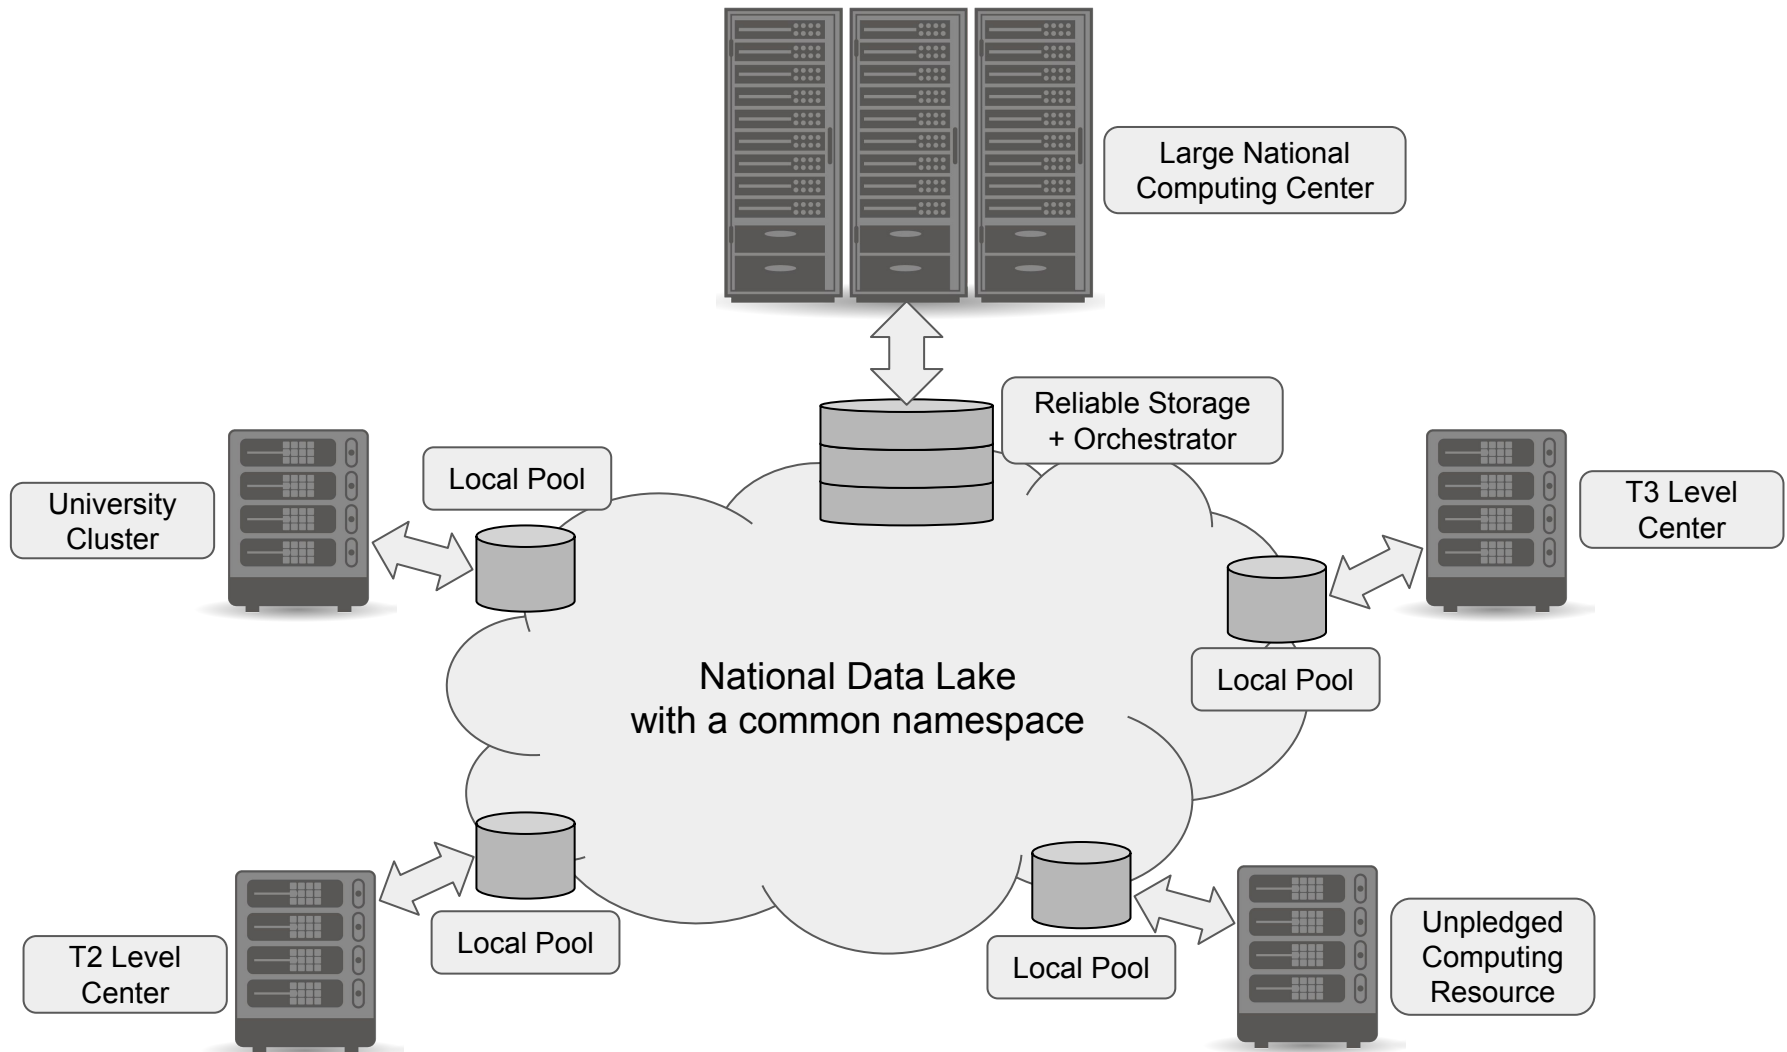 Large National
Computing Center
Reliable Storage
+ Orchestrator
Local Pool
University
Cluster
T3 Level
Center
Local Pool
National Data Lake
with a common namespace
Local Pool
T2 Level
Center
Local Pool
Unpledged
Computing
Resource